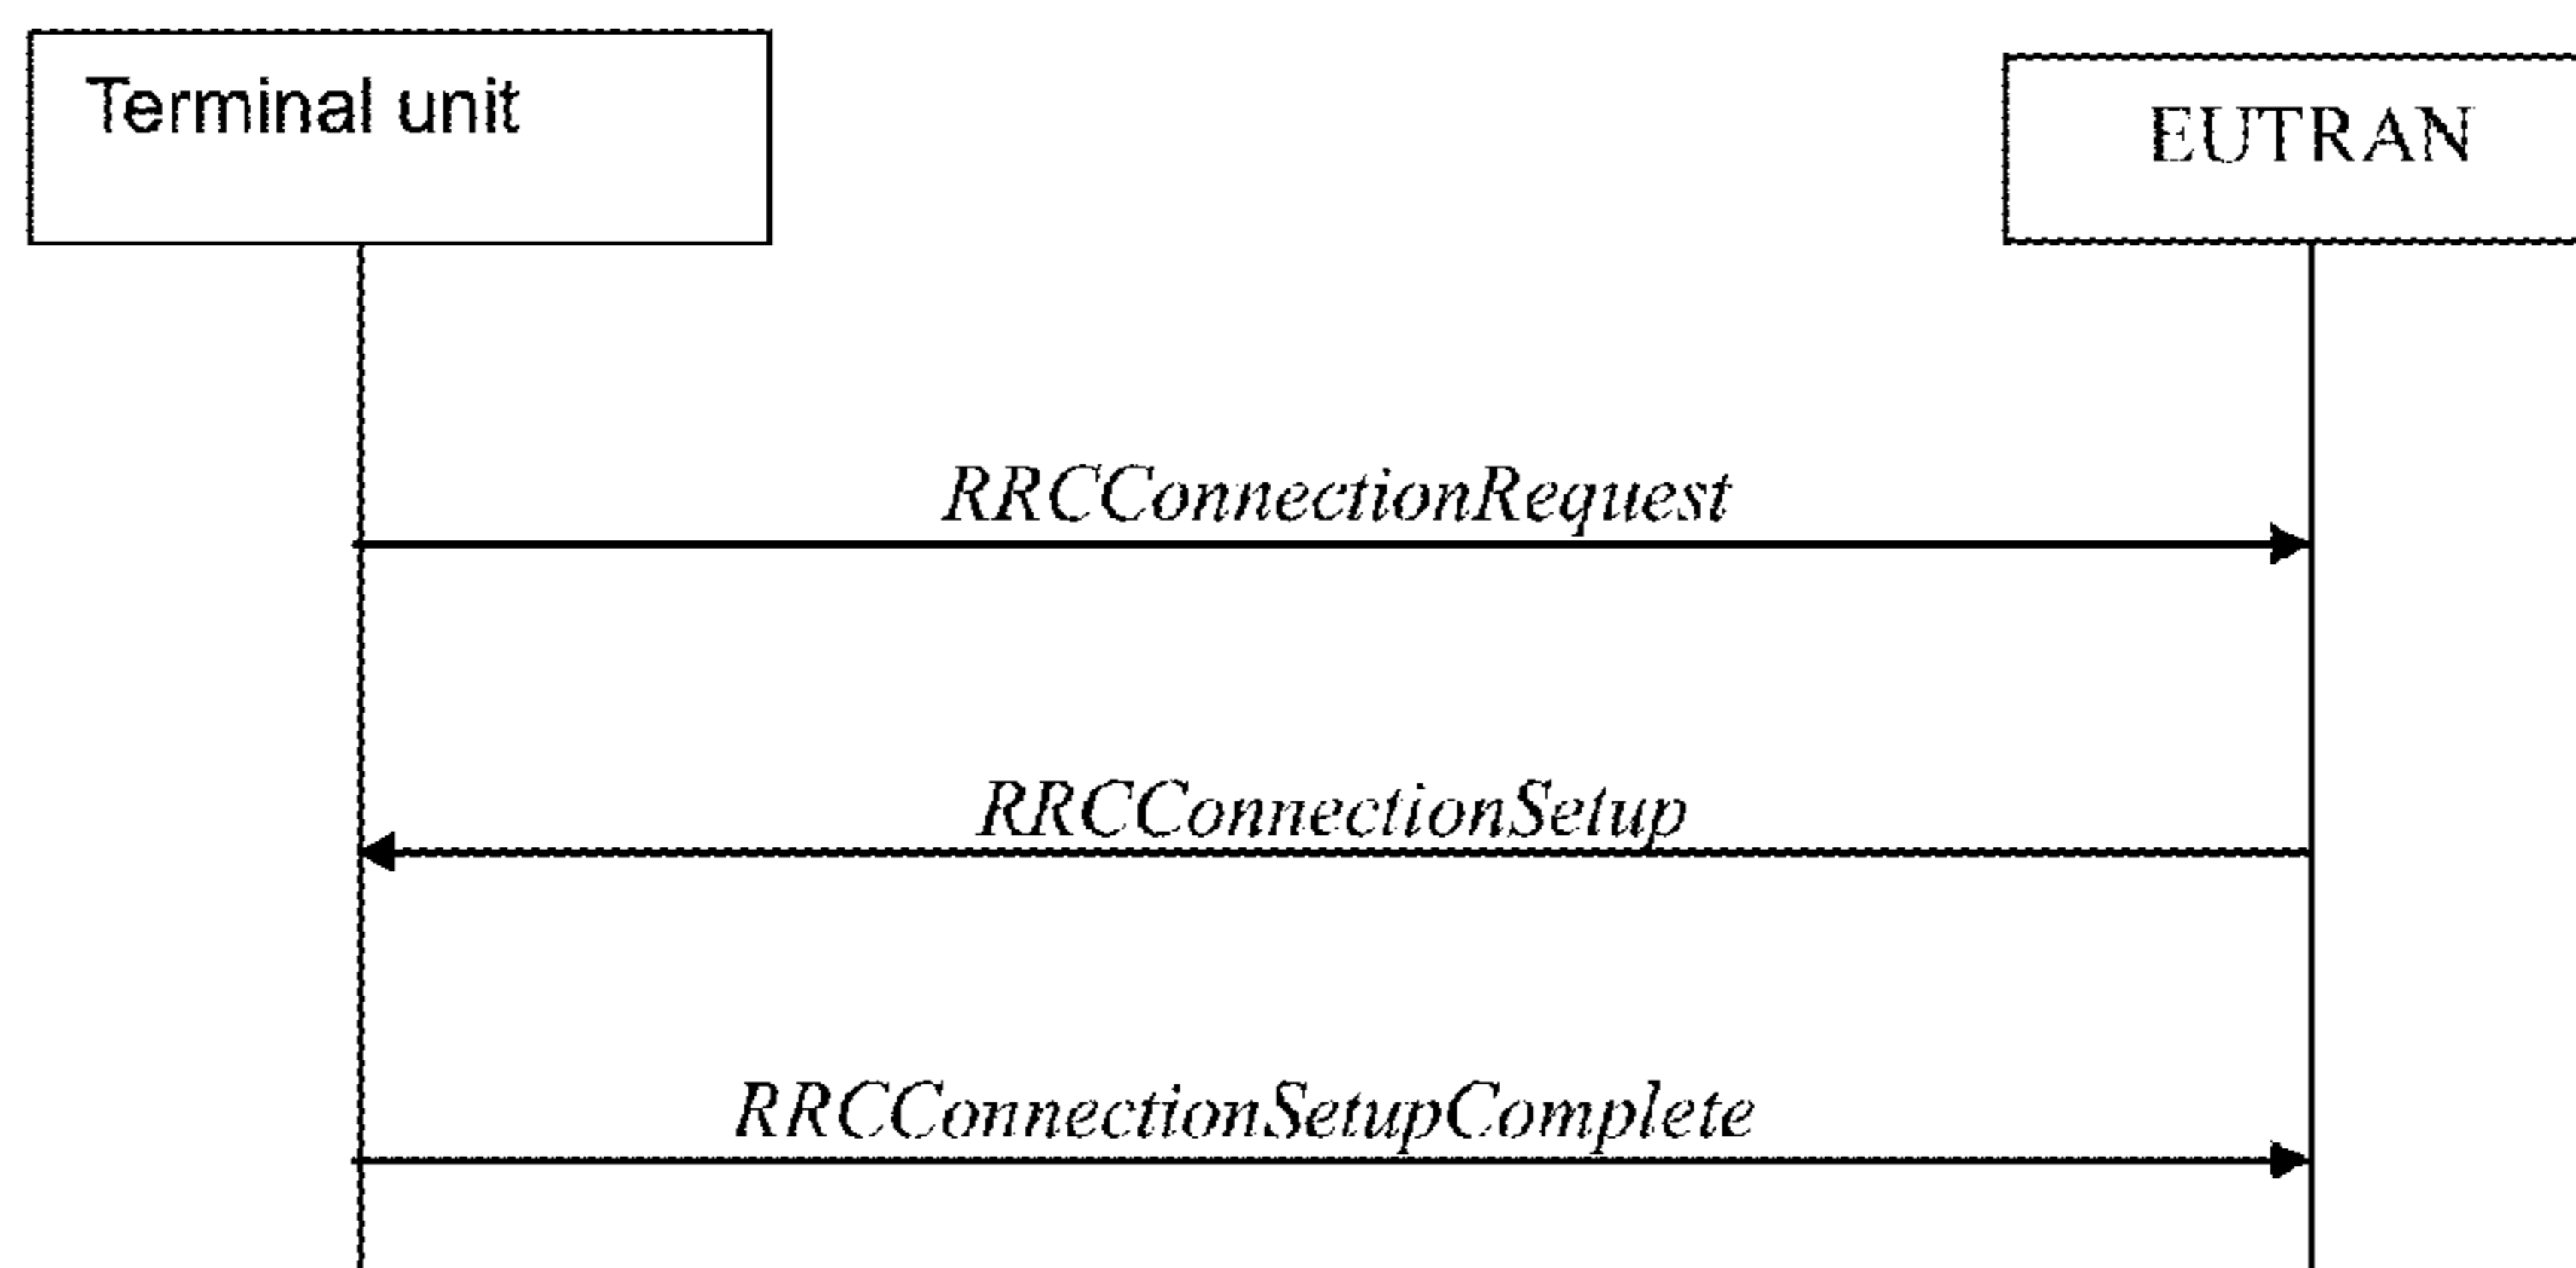 Terminal unit
EUTRAN
RRCConnectionRequest
RRCConnectionSetup
RRCConnectionSetupComplete